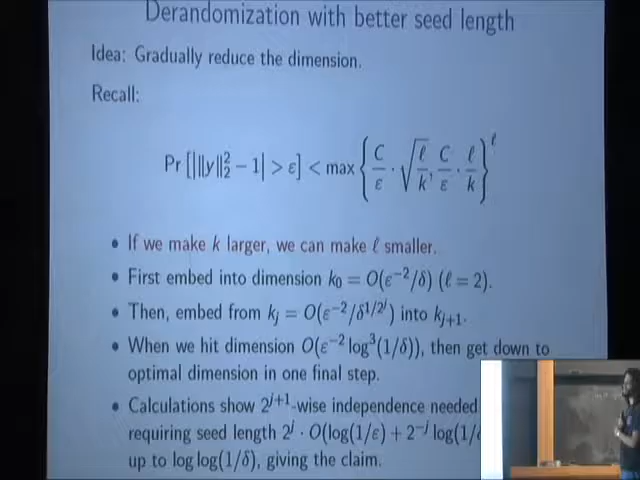 Derandomization with better seed length
Idea: Gradually reduce the dimension.
Recall:
Pr[|‖y‖₂² − 1| > ε] < max { C/ε · √(ℓ/k), C/ε · ℓ/k }^ℓ
• If we make k larger, we can make ℓ smaller.
• First embed into dimension k₀ = O(ε⁻²/δ) (ℓ = 2).
• Then, embed from kⱼ = O(ε⁻²/δ^{1/2^j}) into kⱼ₊₁.
• When we hit dimension O(ε⁻² log³(1/δ)), then get down to
optimal dimension in one final step.
• Calculations show 2^{j+1}-wise independence needed
requiring seed length 2^j · O(log(1/ε) + 2^{−j} log(1/
up to log log(1/δ), giving the claim.